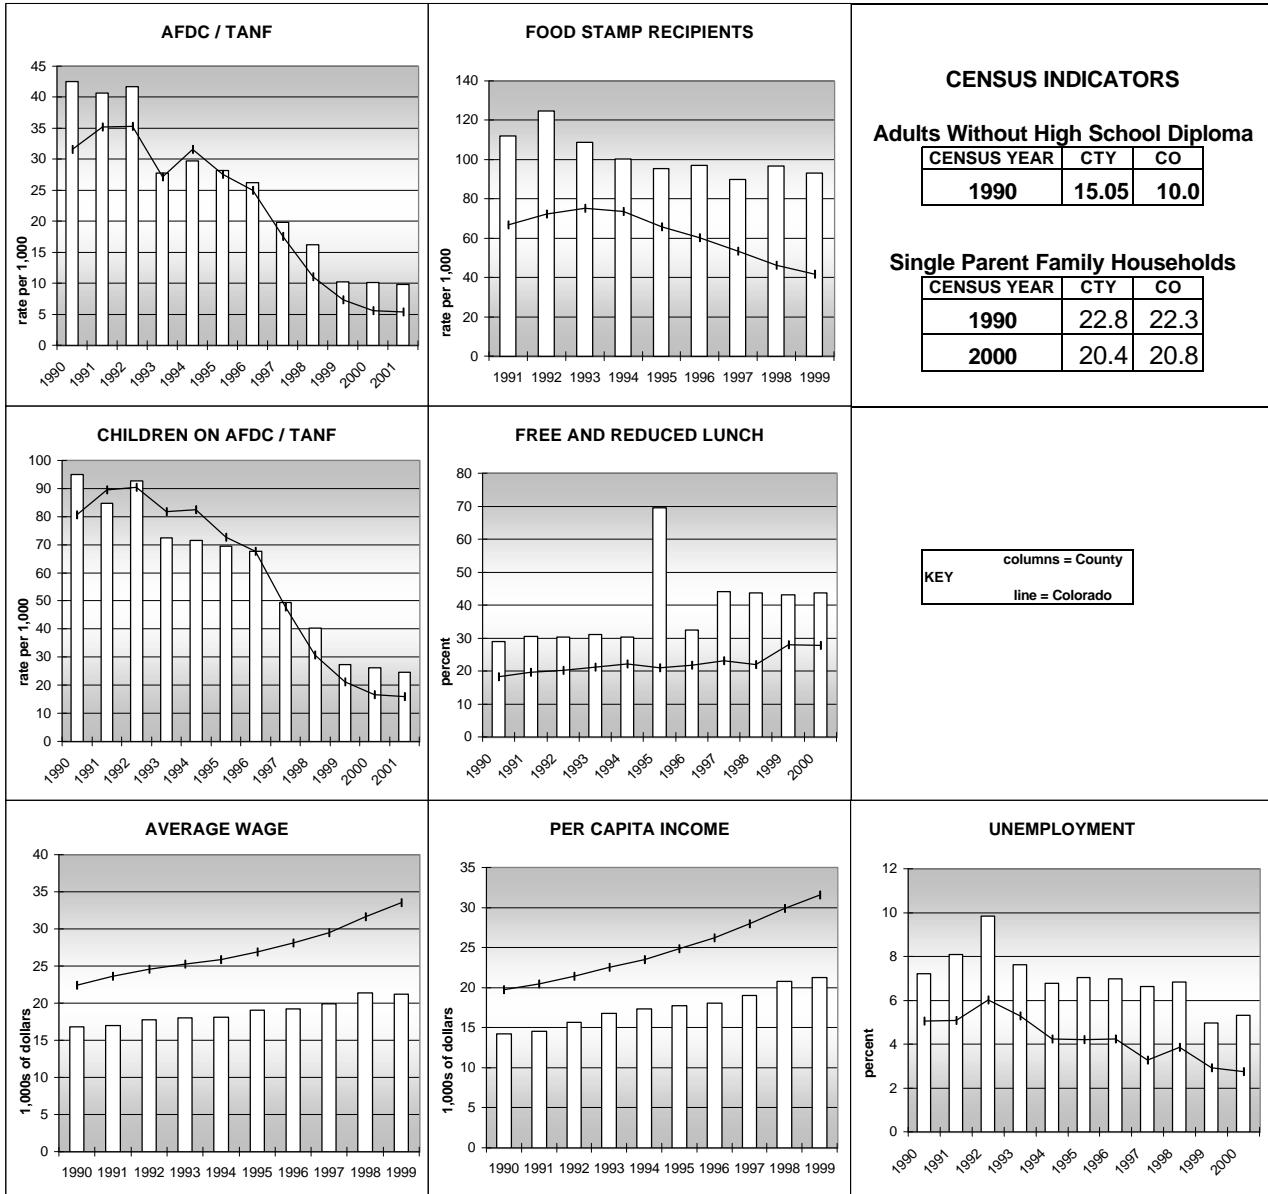 AFDC / TANF
45
40
35
30
25
20
15
10
5
0
rate per 1,000
1990 1991 1992 1993 1994 1995 1996 1997 1998 1999 2000 2001
FOOD STAMP RECIPIENTS
140
120
100
80
60
40
20
0
rate per 1,000
1991 1992 1993 1994 1995 1996 1997 1998 1999
CENSUS INDICATORS
Adults Without High School Diploma
CENSUS YEAR CTY CO
1990 15.05 10.0
Single Parent Family Households
CENSUS YEAR CTY CO
1990 22.8 22.3
2000 20.4 20.8
CHILDREN ON AFDC / TANF
100
90
80
70
60
50
40
30
20
10
0
rate per 1,000
1990 1991 1992 1993 1994 1995 1996 1997 1998 1999 2000 2001
FREE AND REDUCED LUNCH
80
70
60
50
40
30
20
10
0
percent
1990 1991 1992 1993 1994 1995 1996 1997 1998 1999 2000
columns = County
KEY
line = Colorado
AVERAGE WAGE
40
35
30
25
20
15
10
5
0
1,000s of dollars
1990 1991 1992 1993 1994 1995 1996 1997 1998 1999
PER CAPITA INCOME
35
30
25
20
15
10
5
0
1,000s of dollars
1990 1991 1992 1993 1994 1995 1996 1997 1998 1999
UNEMPLOYMENT
12
10
8
6
4
2
0
percent
1990 1991 1992 1993 1994 1995 1996 1997 1998 1999 2000